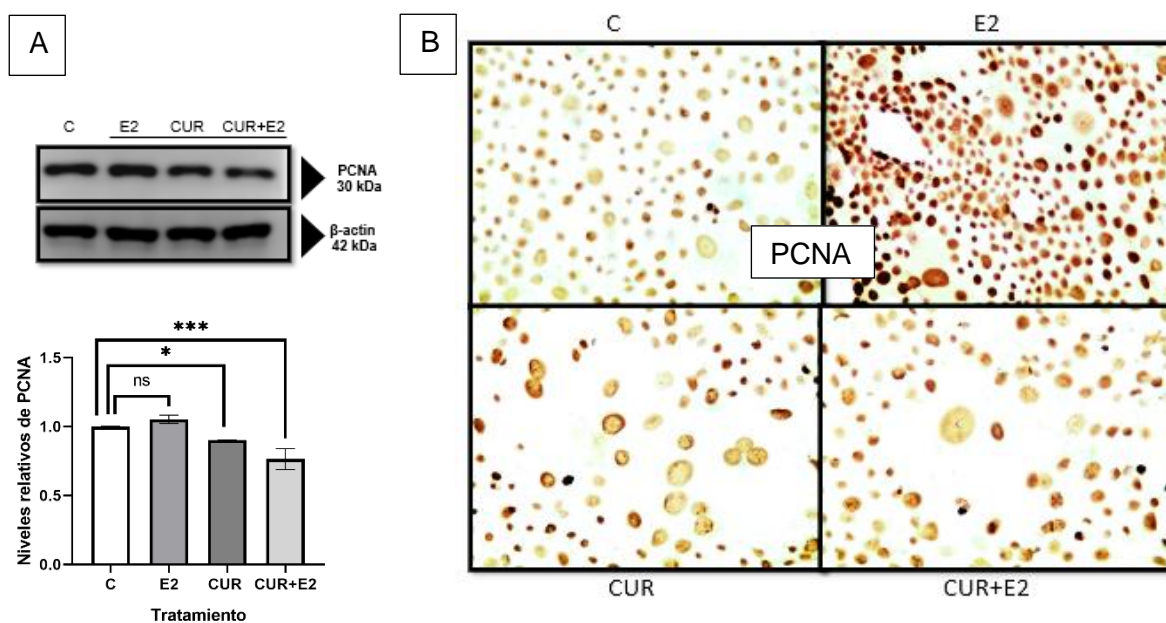 A
C E2 CUR CUR+E2
PCNA
30 kDa
β-actin
42 kDa
***
*
ns
Niveles relativos de PCNA
1.5
1.0
0.5
0.0
C E2 CUR CUR+E2
Tratamiento
B
C E2
PCNA
CUR CUR+E2